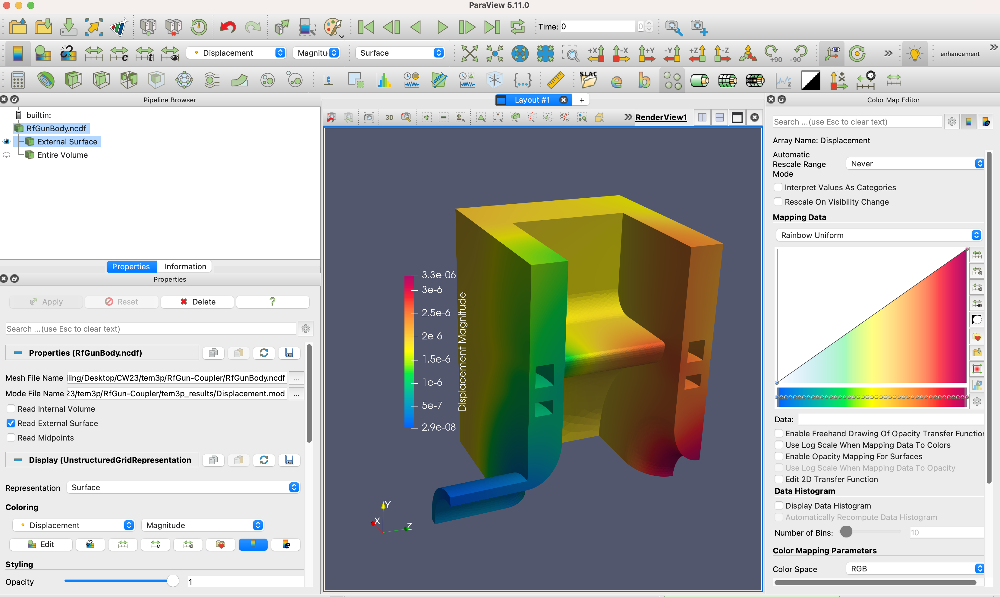 ParaView 5.11.0
Time: 0
0
Displacement
Magnitu
Surface
+X
-X
+Y
-Y
+Z
-Z
+90
-90
enhancement
SLAC
Pipeline Browser
builtin:
RfGunBody.ncdf
External Surface
Entire Volume
Properties
Information
Properties
Apply
Reset
Delete
?
Search ... (use Esc to clear text)
Properties (RfGunBody.ncdf)
Mesh File Name
iling/Desktop/CW23/tem3p/RfGun-Coupler/RfGunBody.ncdf
...
Mode File Name
23/tem3p/RfGun-Coupler/tem3p_results/Displacement.mod
...
Read Internal Volume
Read External Surface
Read Midpoints
Display (UnstructuredGridRepresentation
Representation
Surface
Coloring
Displacement
Magnitude
Edit
Styling
Opacity
1
Layout #1
+
3D
RenderView1
3.3e-06
3e-6
2.5e-6
2e-6
1.5e-6
1e-6
5e-7
2.9e-08
Displacement Magnitude
Y
X
Z
Color Map Editor
Search ... (use Esc to clear text)
Array Name: Displacement
Automatic
Rescale Range
Mode
Never
Interpret Values As Categories
Rescale On Visibility Change
Mapping Data
Rainbow Uniform
Data:
Enable Freehand Drawing Of Opacity Transfer Function
Use Log Scale When Mapping Data To Colors
Enable Opacity Mapping For Surfaces
Use Log Scale When Mapping Data To Opacity
Edit 2D Transfer Function
Data Histogram
Display Data Histogram
Automatically Recompute Data Histogram
Number of Bins:
10
Color Mapping Parameters
Color Space
RGB